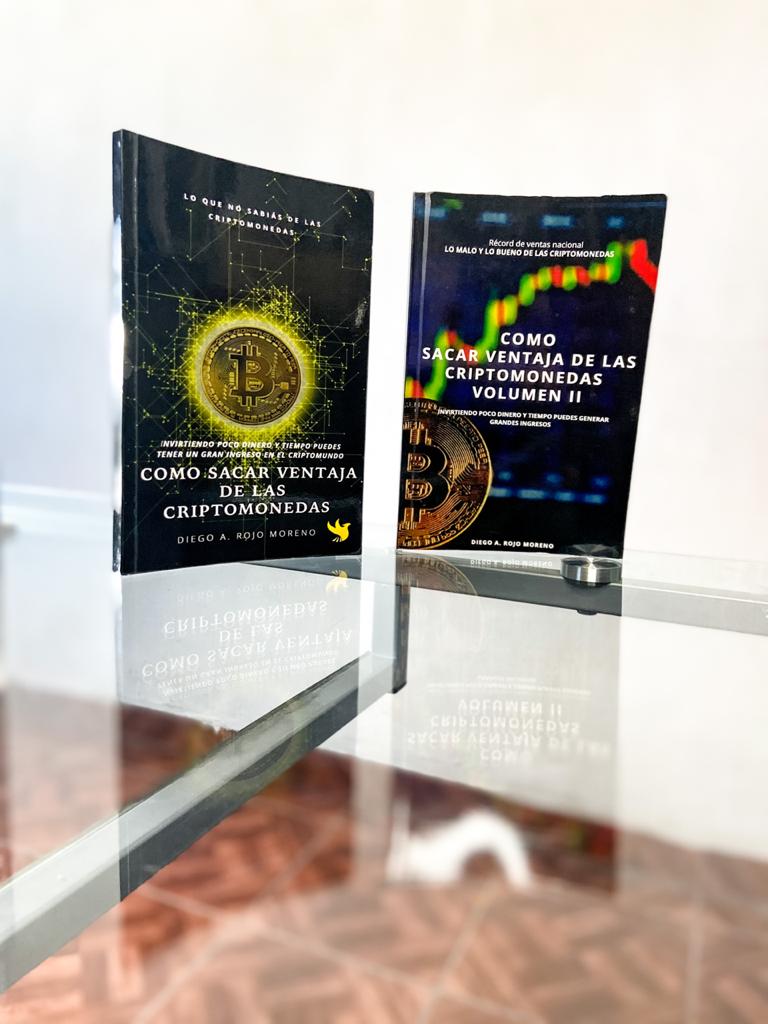 LO QUE NO SABIÁS DE LAS
CRIPTOMONEDAS
INVIRTIENDO POCO DINERO Y TIEMPO PUEDES
TENER UN GRAN INGRESO EN EL CRIPTOMUNDO
COMO SACAR VENTAJA
DE LAS
CRIPTOMONEDAS
DIEGO A. ROJO MORENO
Récord de ventas nacional
LO MALO Y LO BUENO DE LAS CRIPTOMONEDAS
COMO
SACAR VENTAJA DE LAS
CRIPTOMONEDAS
VOLUMEN II
INVIRTIENDO POCO DINERO Y TIEMPO PUEDES GENERAR
GRANDES INGRESOS
DIEGO A. ROJO MORENO